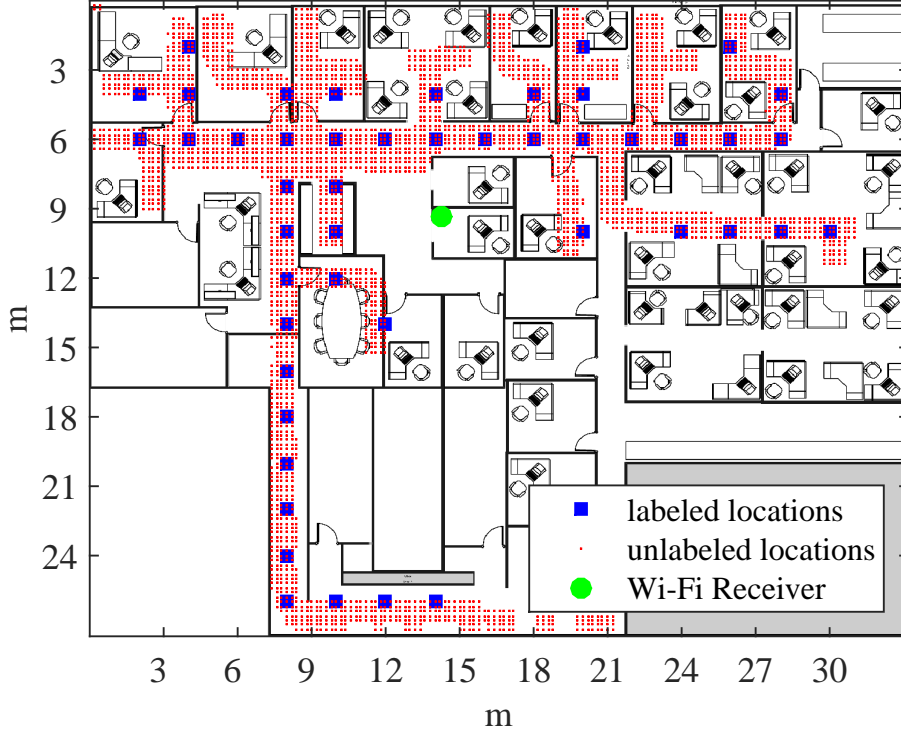 3
6
9
12
15
18
21
24
m
labeled locations
unlabeled locations
Wi-Fi Receiver
3 6 9 12 15 18 21 24 27 30
m